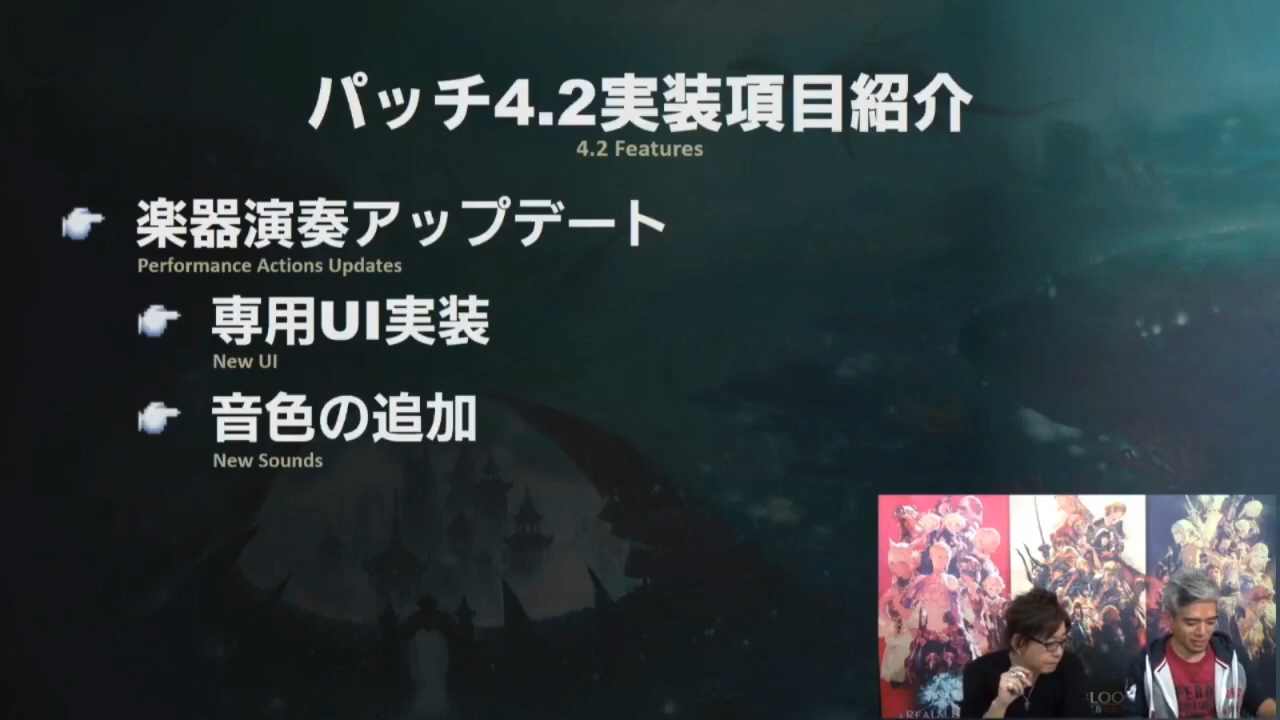 パッチ4.2実装項目紹介
4.2 Features
楽器演奏アップデート
Performance Actions Updates
専用UI実装
New UI
音色の追加
New Sounds
A REALM